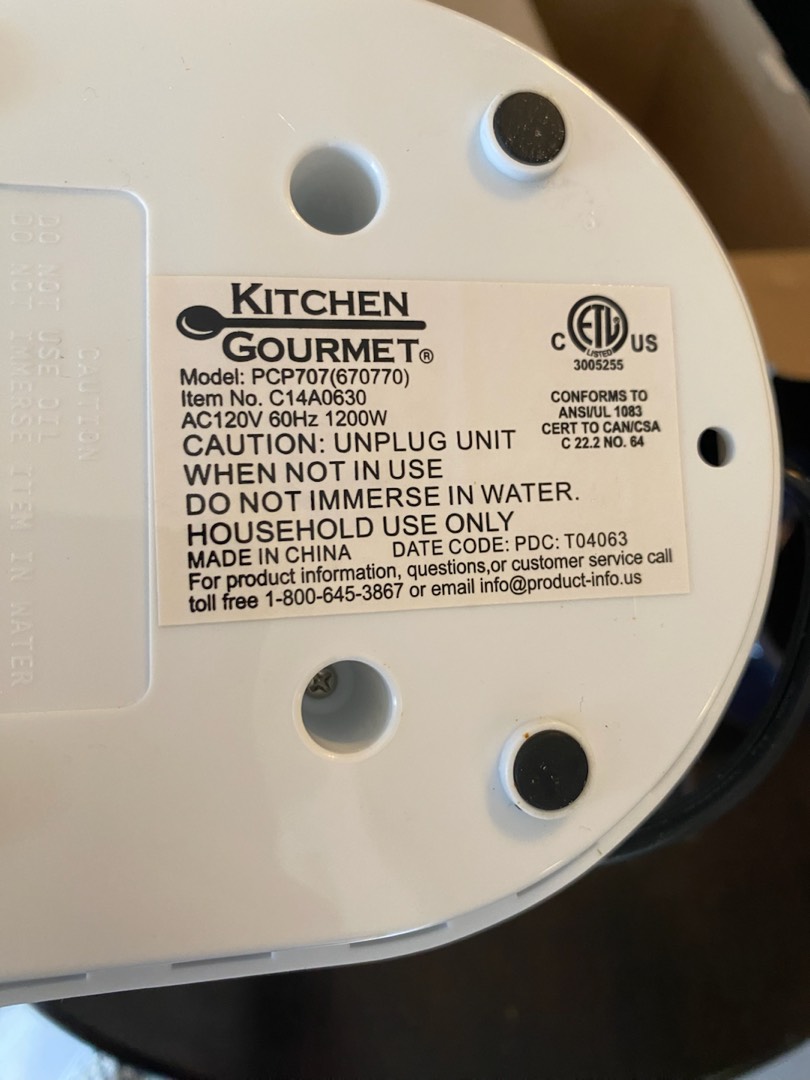 KITCHEN
GOURMET®
Model: PCP707(670770)
Item No. C14A0630
AC120V 60Hz 1200W
CAUTION: UNPLUG UNIT
WHEN NOT IN USE
DO NOT IMMERSE IN WATER.
HOUSEHOLD USE ONLY
MADE IN CHINA DATE CODE: PDC: T04063
For product information, questions,or customer service call
toll free 1-800-645-3867 or email info@product-info.us
C ETL US
LISTED
3005255
CONFORMS TO
ANSI/UL 1083
CERT TO CAN/CSA
C 22.2 NO. 64
CAUTION
DO NOT USE OIL
DO NOT IMMERSE ITEM IN WATER